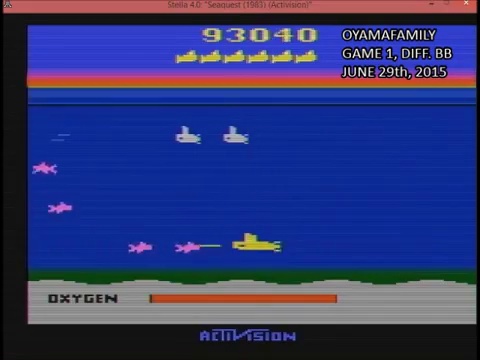 Stella 4.0: "Seaquest (1983) (Activision)"
93040
OYAMAFAMILY
GAME 1, DIFF. BB
JUNE 29th, 2015
OXYGEN
ACTIVISION